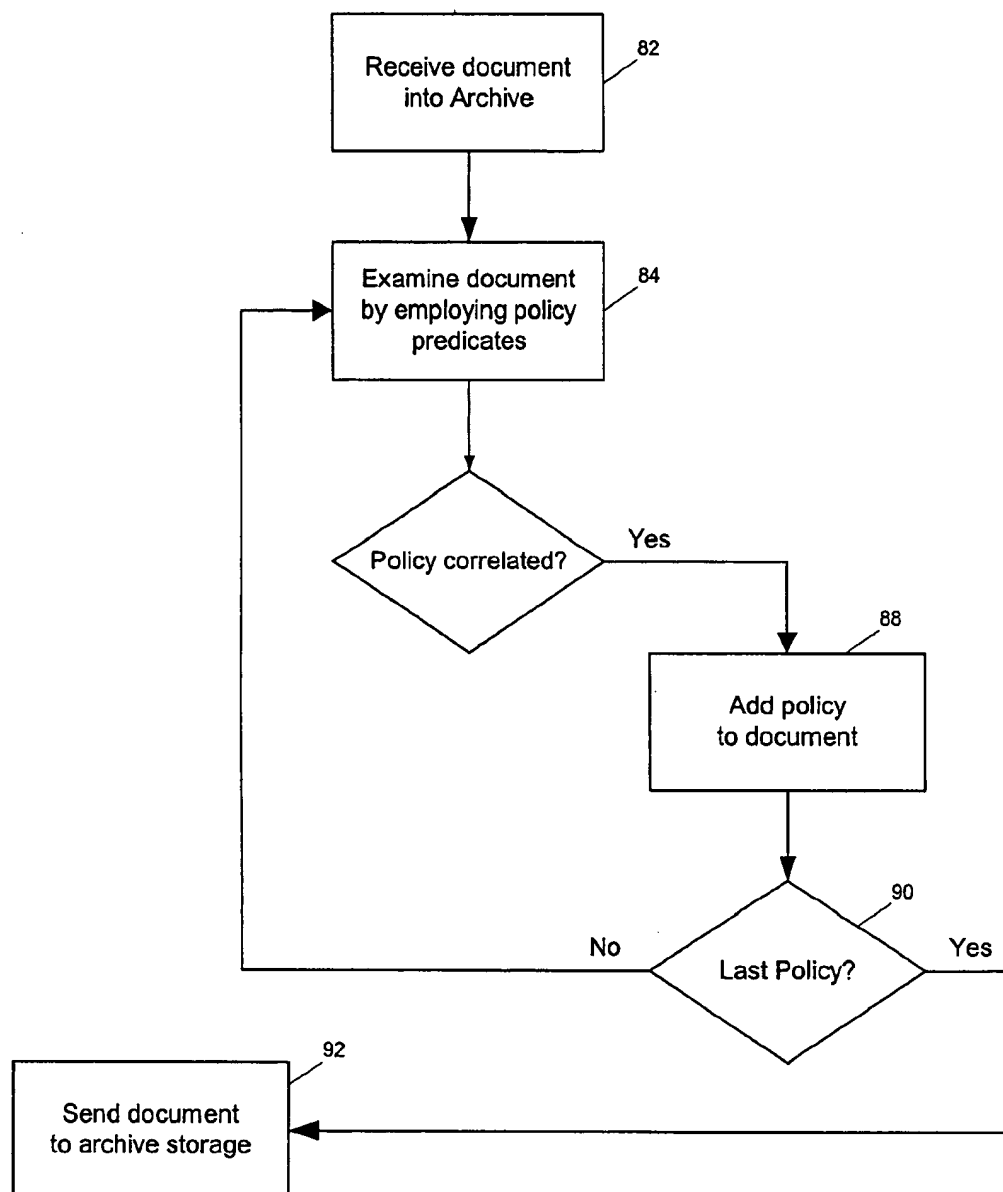 Receive document
into Archive
82
Examine document
by employing policy
predicates
84
Policy correlated?
Yes
88
Add policy
to document
90
No
Last Policy?
Yes
92
Send document
to archive storage